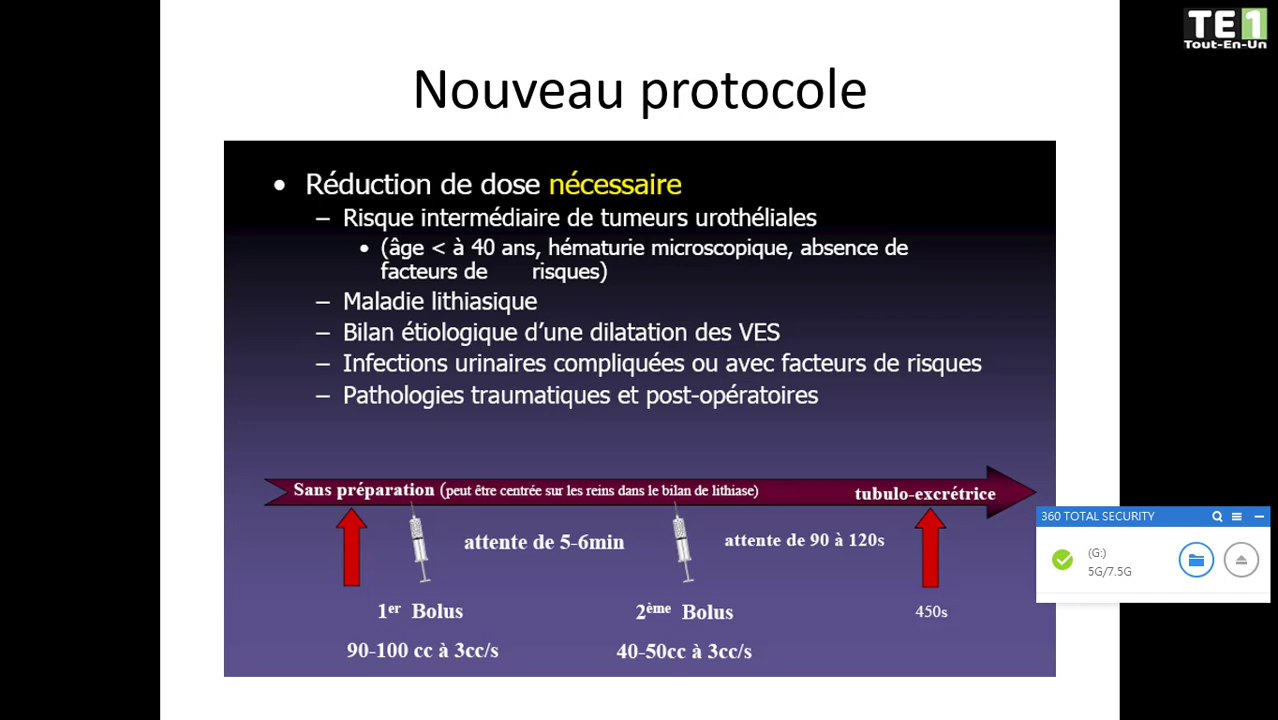 TE1
Tout-En-Un
Nouveau protocole
• Réduction de dose nécessaire
– Risque intermédiaire de tumeurs urothéliales
• (âge < à 40 ans, hématurie microscopique, absence de
facteurs de risques)
– Maladie lithiasique
– Bilan étiologique d’une dilatation des VES
– Infections urinaires compliquées ou avec facteurs de risques
– Pathologies traumatiques et post-opératoires
Sans préparation (peut être centrée sur les reins dans le bilan de lithiase)
tubulo-excrétrice
attente de 5-6min
attente de 90 à 120s
1er Bolus
2ème Bolus
450s
90-100 cc à 3cc/s
40-50cc à 3cc/s
360 TOTAL SECURITY
(G:)
5G/7.5G